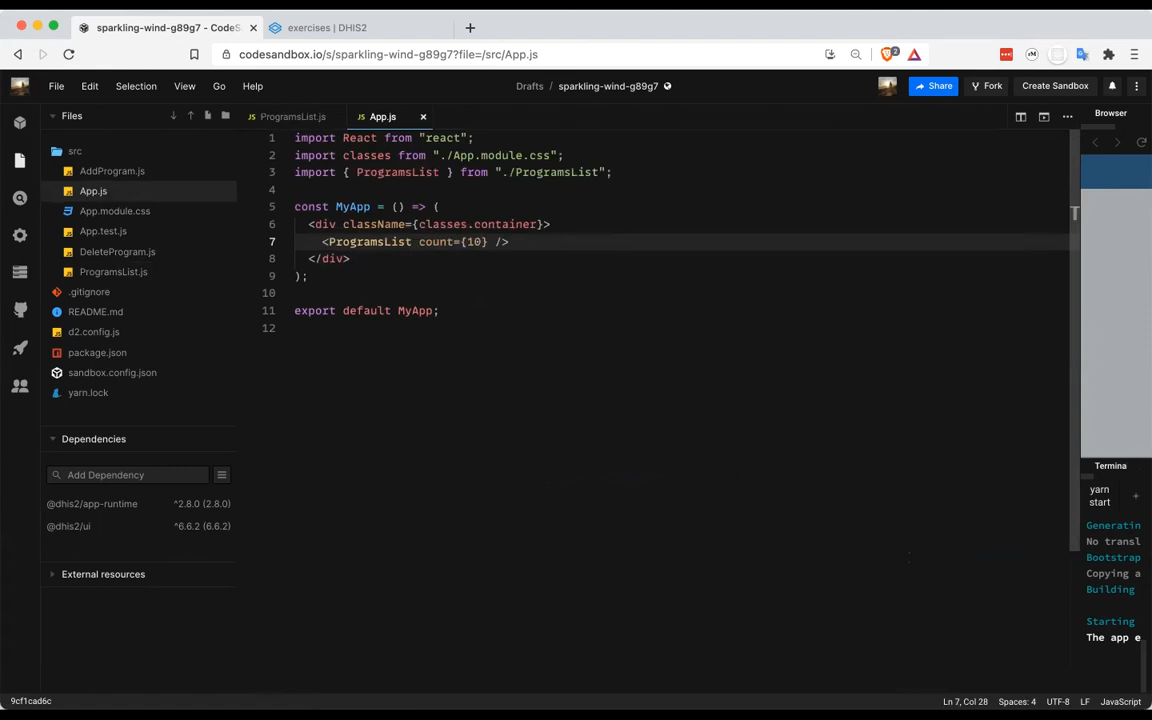 sparkling-wind-g89g7 - CodeS
exercises | DHIS2
codesandbox.io/s/sparkling-wind-g89g7?file=/src/App.js
2
File Edit Selection View Go Help
Drafts / sparkling-wind-g89g7
Share
Fork
Create Sandbox
Files
src
AddProgram.js
App.js
App.module.css
App.test.js
DeleteProgram.js
ProgramsList.js
.gitignore
README.md
d2.config.js
package.json
sandbox.config.json
yarn.lock
Dependencies
Add Dependency
@dhis2/app-runtime ^2.8.0 (2.8.0)
@dhis2/ui ^6.6.2 (6.6.2)
External resources
ProgramsList.js
App.js
1 import React from "react";
2 import classes from "./App.module.css";
3 import { ProgramsList } from "./ProgramsList";
4
5 const MyApp = () => (
6 <div className={classes.container}>
7 <ProgramsList count={10} />
8 </div>
9 );
10
11 export default MyApp;
12
Browser
T
Termina
yarn
start
Generatin
No transl
Bootstrap
Copying a
Building
Starting
The app e
9cf1cad6c
Ln 7, Col 28 Spaces: 4 UTF-8 LF JavaScript